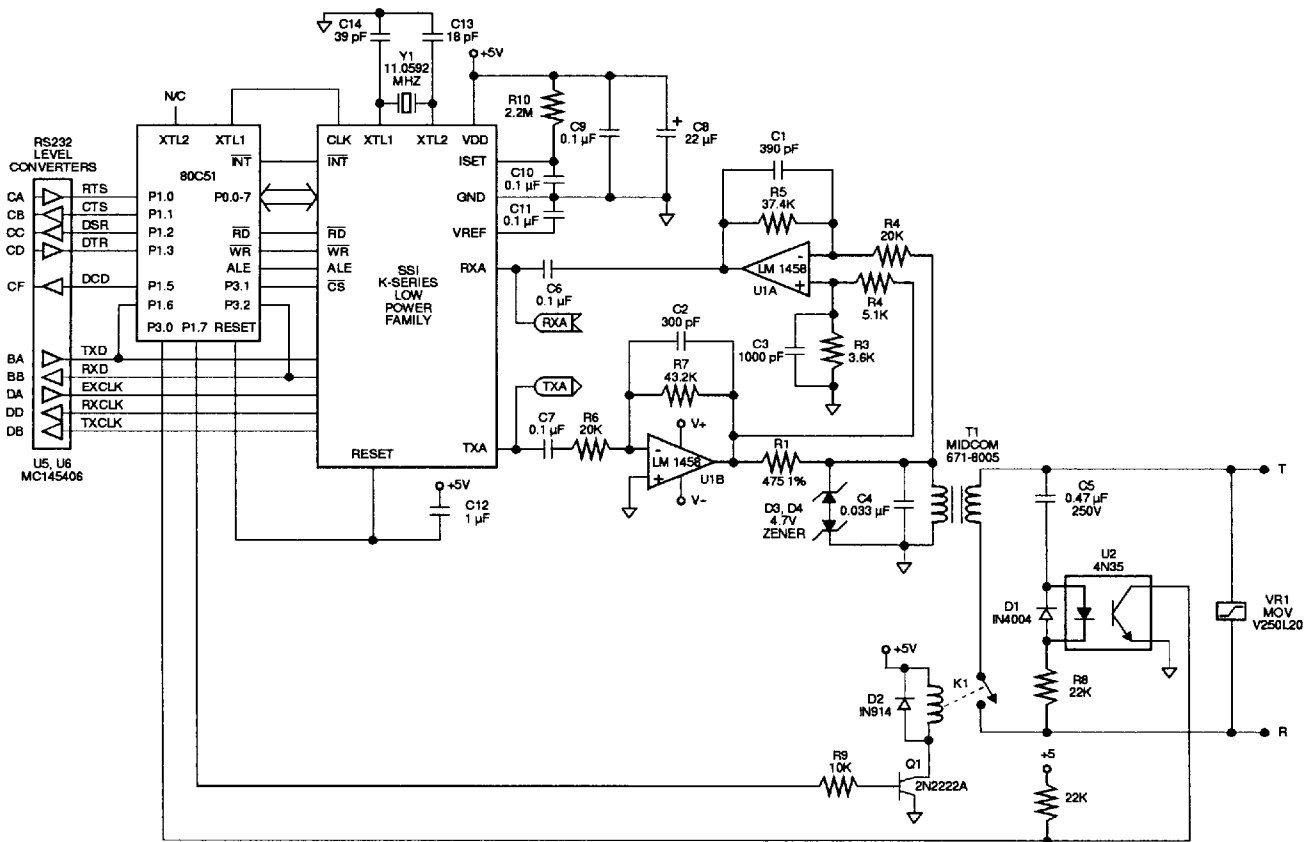 C14
39 pF
C13
18 pF
Y1
11.0592
MHZ
+5V
N/C
R10
2.2M
C9
0.1 µF
+
C8
22 µF
RS232
LEVEL
CONVERTERS
XTL2
XTL1
INT
80C51
P1.0
P0.0-7
P1.1
P1.2
RD
P1.3
WR
ALE
P1.5
P3.1
P1.6
P3.2
P3.0
P1.7
RESET
CLK
XTL1
XTL2
VDD
INT
ISET
GND
VREF
RD
WR
ALE
CS
RXA
SSI
K-SERIES
LOW
POWER
FAMILY
TXA
RESET
C10
0.1 µF
C11
0.1 µF
CA
RTS
CB
CTS
CC
DSR
CD
DTR
CF
DCD
BA
TXD
BB
RXD
DA
EXCLK
DD
RXCLK
DB
TXCLK
U5, U6
MC145406
C1
390 pF
R5
37.4K
R4
20K
-
LM 1458
+
U1A
R4
5.1K
C6
0.1 µF
RXA
C2
300 pF
C3
1000 pF
R3
3.6K
R7
43.2K
TXA
C7
0.1 µF
R6
20K
V+
-
LM 1458
+
U1B
V−
R1
475 1%
T1
MIDCOM
671-8005
D3, D4
4.7V
ZENER
C4
0.033 µF
+5V
C12
1 µF
T
C5
0.47 µF
250V
U2
4N35
D1
IN4004
VR1
MOV
V250L20
R8
22K
+5V
D2
IN914
K1
R
R9
10K
Q1
2N2222A
+5
22K